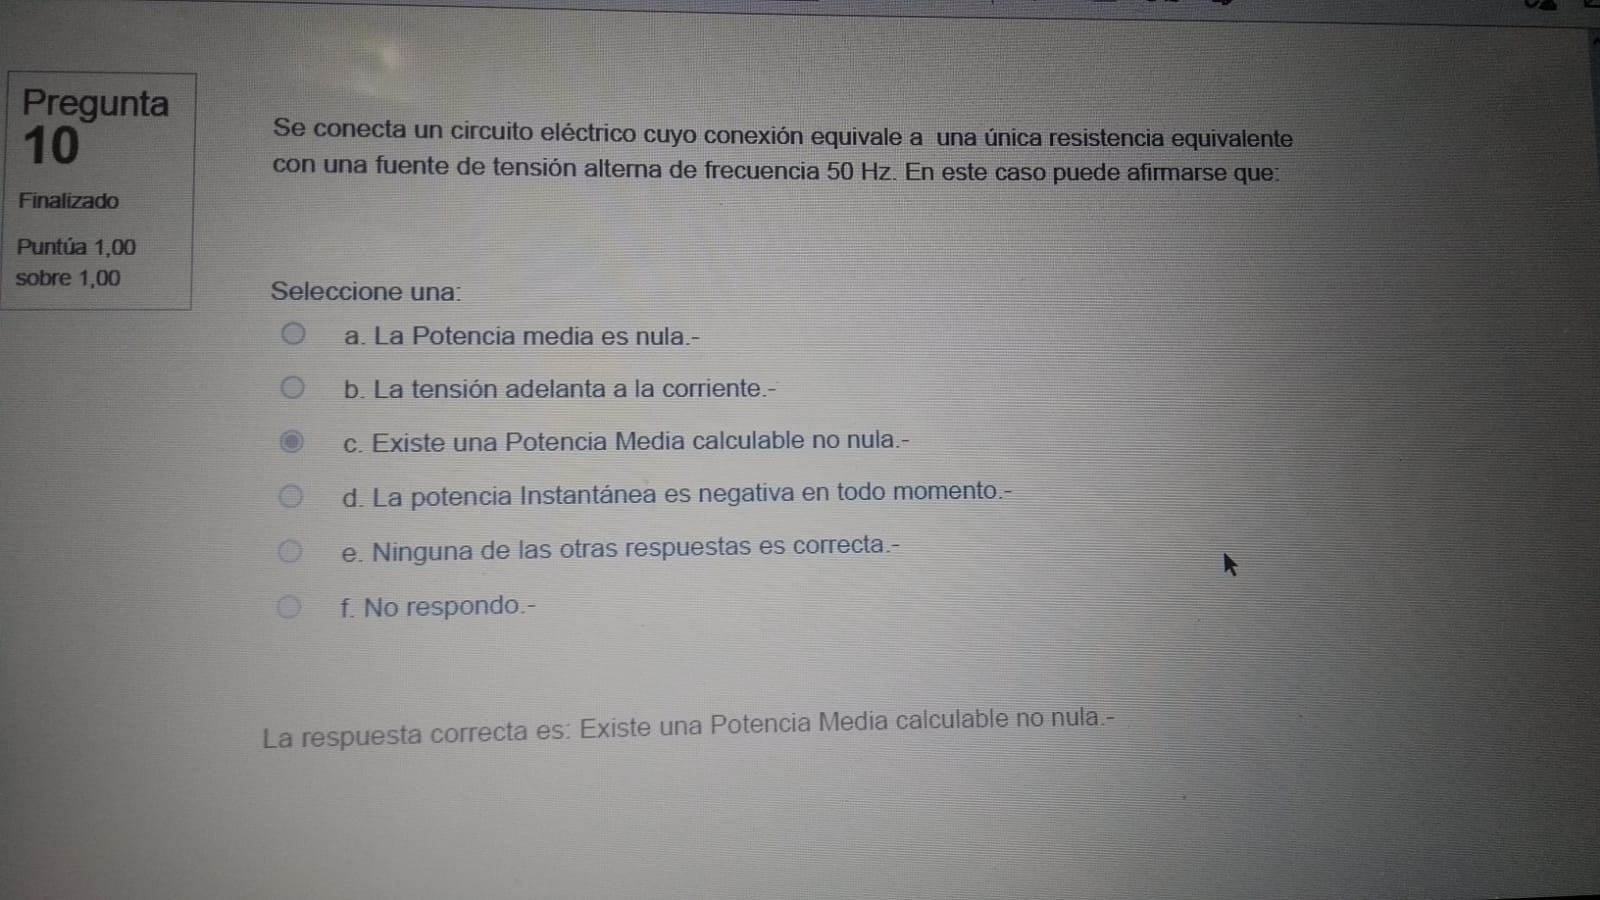 Pregunta
10
Finalizado
Puntúa 1,00
sobre 1,00
Se conecta un circuito eléctrico cuyo conexión equivale a una única resistencia equivalente
con una fuente de tensión alterna de frecuencia 50 Hz. En este caso puede afirmarse que:
Seleccione una:
a. La Potencia media es nula.-
b. La tensión adelanta a la corriente.-
c. Existe una Potencia Media calculable no nula.-
d. La potencia Instantánea es negativa en todo momento.-
e. Ninguna de las otras respuestas es correcta.-
f. No respondo.-
La respuesta correcta es: Existe una Potencia Media calculable no nula.-